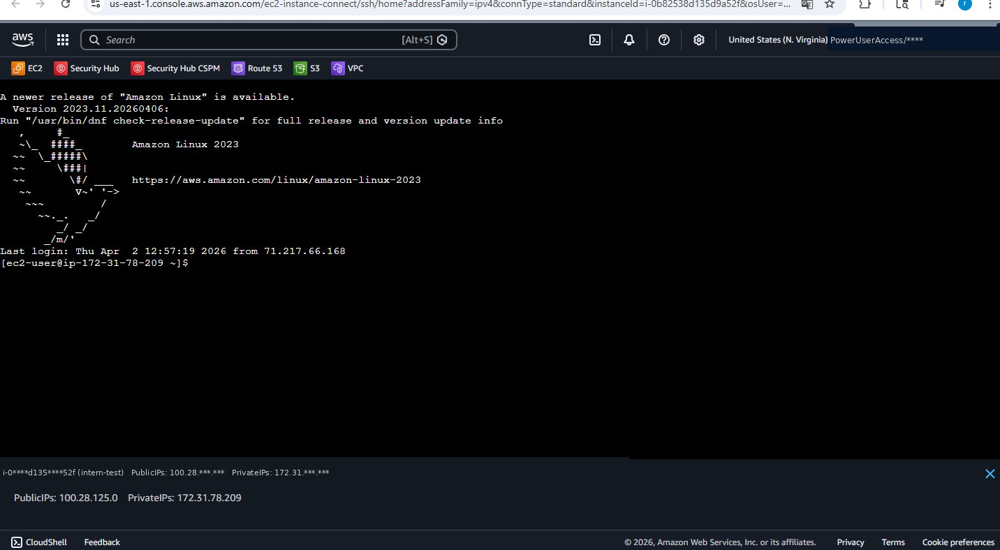 us-east-1.console.aws.amazon.com/ec2-instance-connect/ssh/home?addressFamily=ipv4&connType=standard&instanceId=i-0b82538d135d9a52f&osUser=...
r
aws
Search [Alt+S]
United States (N. Virginia) PowerUserAccess/****
EC2 Security Hub Security Hub CSPM Route 53 S3 VPC
A newer release of "Amazon Linux" is available.
  Version 2023.11.20260406:
Run "/usr/bin/dnf check-release-update" for full release and version update info
   ,     #_
   ~\_  ####_        Amazon Linux 2023
  ~~  \_#####\
  ~~     \###|
  ~~       \#/ ___   https://aws.amazon.com/linux/amazon-linux-2023
   ~~       V~' '->
    ~~~         /
      ~~._.   _/
         _/ _/
       _/m/'
Last login: Thu Apr  2 12:57:19 2026 from 71.217.66.168
[ec2-user@ip-172-31-78-209 ~]$
i-0****d135****52f (intern-test) PublicIPs: 100.28.***.*** PrivateIPs: 172.31.***.***
PublicIPs: 100.28.125.0 PrivateIPs: 172.31.78.209
CloudShell Feedback © 2026, Amazon Web Services, Inc. or its affiliates. Privacy Terms Cookie preferences